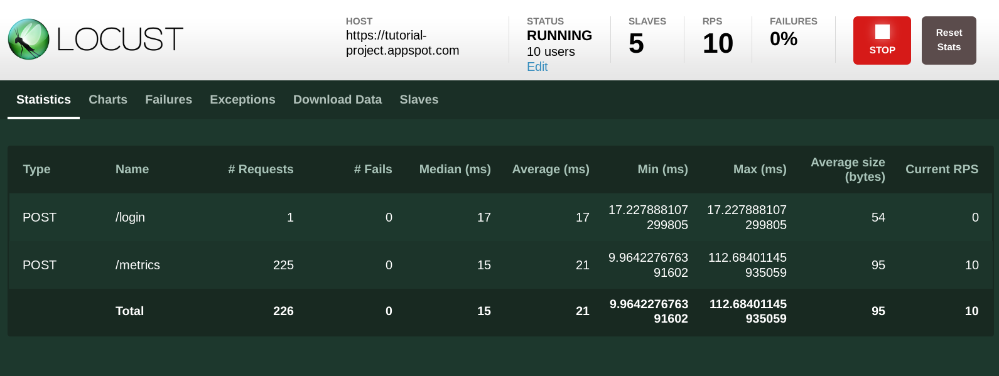 LOCUST
HOST
https://tutorial-
project.appspot.com
STATUS
RUNNING
10 users
Edit
SLAVES
5
RPS
10
FAILURES
0%
STOP
Reset
Stats
Statistics Charts Failures Exceptions Download Data Slaves
Type Name # Requests # Fails Median (ms) Average (ms) Min (ms) Max (ms) Average size (bytes) Current RPS
POST /login 1 0 17 17 17.227888107299805 17.227888107299805 54 0
POST /metrics 225 0 15 21 9.964227676391602 112.68401145935059 95 10
Total 226 0 15 21 9.964227676391602 112.68401145935059 95 10